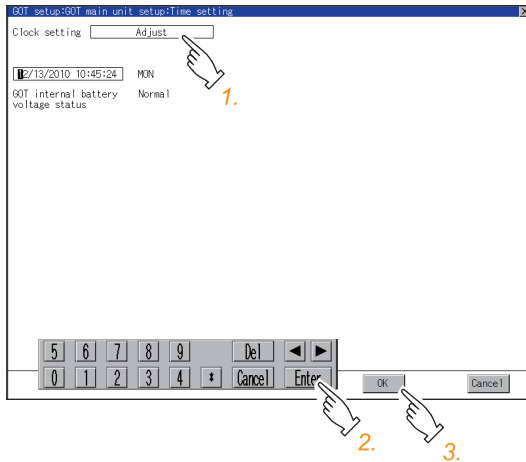 GOT setup:GOT main unit setup:Time setting
Clock setting Adjust
12/13/2010 10:45:24 MON
GOT internal battery Normal
voltage status
1.
5 6 7 8 9 Del ◀ ▶
0 1 2 3 4 Cancel Enter
OK Cancel
2.
3.